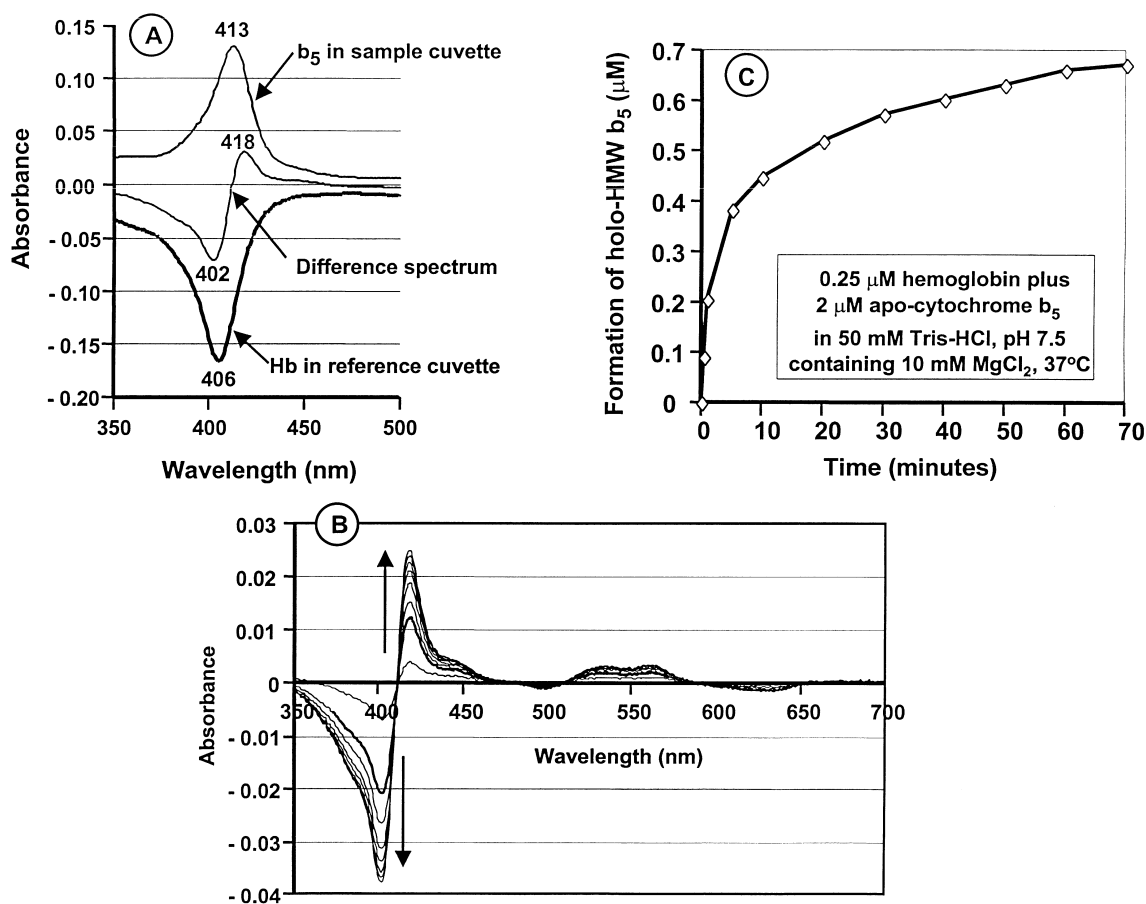 A
0.15
0.10
0.05
0.00
- 0.05
- 0.10
- 0.15
- 0.20
Absorbance
413
b5 in sample cuvette
418
402
Difference spectrum
406
Hb in reference cuvette
350 400 450 500
Wavelength (nm)
C
0.7
0.6
0.5
0.4
0.3
0.2
0.1
0
Formation of holo-HMW b5 (μM)
0.25 μM hemoglobin plus
2 μM apo-cytochrome b5
in 50 mM Tris-HCl, pH 7.5
containing 10 mM MgCl2, 37ºC
0 10 20 30 40 50 60 70
Time (minutes)
B
0.03
0.02
0.01
0
- 0.01
- 0.02
- 0.03
- 0.04
Absorbance
350 400 450 500 550 600 650 700
Wavelength (nm)